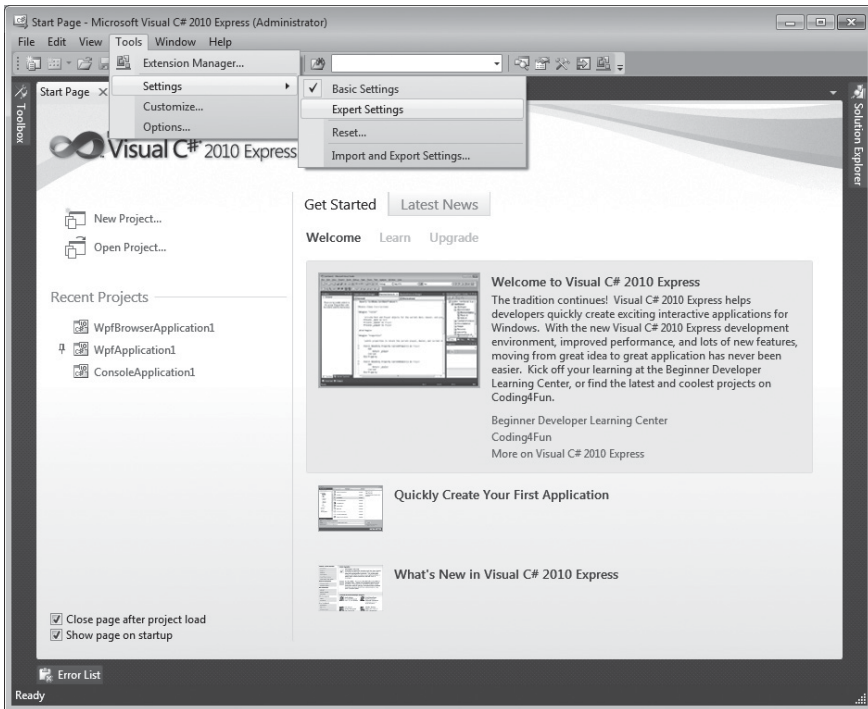 Start Page - Microsoft Visual C# 2010 Express (Administrator)
File Edit View Tools Window Help
Extension Manager...
Settings
Customize...
Options...
Basic Settings
Expert Settings
Reset...
Import and Export Settings...
Toolbox
Start Page
Solution Explorer
Visual C# 2010 Express
New Project...
Open Project...
Recent Projects
WpfBrowserApplication1
WpfApplication1
ConsoleApplication1
Get Started Latest News
Welcome Learn Upgrade
Welcome to Visual C# 2010 Express
The tradition continues! Visual C# 2010 Express helps
developers quickly create exciting interactive applications for
Windows. With the new Visual C# 2010 Express development
environment, improved performance, and lots of new features,
moving from great idea to great application has never been
easier. Kick off your learning at the Beginner Developer
Learning Center, or find the latest and coolest projects on
Coding4Fun.
Beginner Developer Learning Center
Coding4Fun
More on Visual C# 2010 Express
Quickly Create Your First Application
What's New in Visual C# 2010 Express
Close page after project load
Show page on startup
Error List
Ready